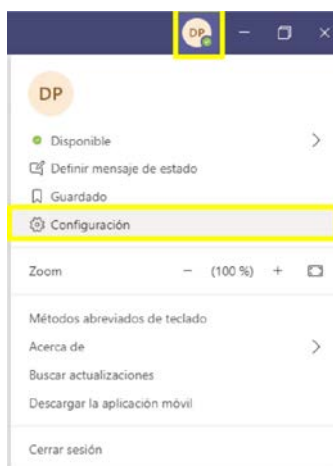 DP
DP
Disponible
Definir mensaje de estado
Guardado
Configuración
Zoom — (100 %) +
Métodos abreviados de teclado
Acerca de
Buscar actualizaciones
Descargar la aplicación móvil
Cerrar sesión